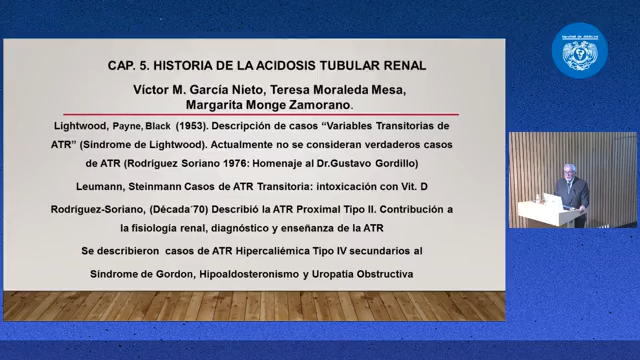 CAP. 5. HISTORIA DE LA ACIDOSIS TUBULAR RENAL
Víctor M. García Nieto, Teresa Moraleda Mesa,
Margarita Monge Zamorano.
Lightwood, Payne, Black (1953). Descripción de casos “Variables Transitorias de
ATR” (Sindrome de Lightwood). Actualmente no se consideran verdaderos casos
de ATR (Rodríguez Soriano 1976: Homenaje al Dr.Gustavo Gordillo)
Leumann, Steinmann Casos de ATR Transitoria: intoxicación con Vit. D
Rodríguez-Soriano, (Década´70) Describió la ATR Proximal Tipo II. Contribución a
la fisiología renal, diagnóstico y enseñanza de la ATR
Se describieron casos de ATR Hipercaliémica Tipo IV secundarios al
Síndrome de Gordon, Hipoaldosteronismo y Uropatía Obstructiva